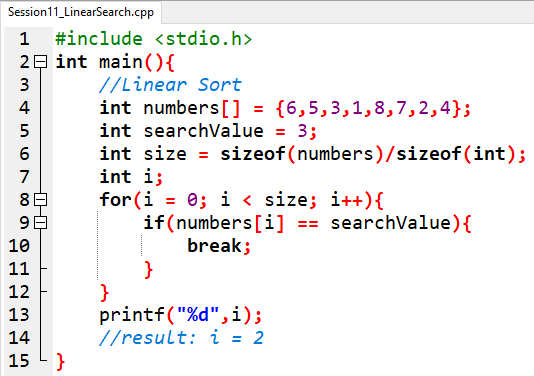 Session11_LinearSearch.cpp
1 #include <stdio.h>
2 int main(){
3 //Linear Sort
4 int numbers[] = {6,5,3,1,8,7,2,4};
5 int searchValue = 3;
6 int size = sizeof(numbers)/sizeof(int);
7 int i;
8 for(i = 0; i < size; i++){
9 if(numbers[i] == searchValue){
10 break;
11 }
12 }
13 printf("%d",i);
14 //result: i = 2
15 }